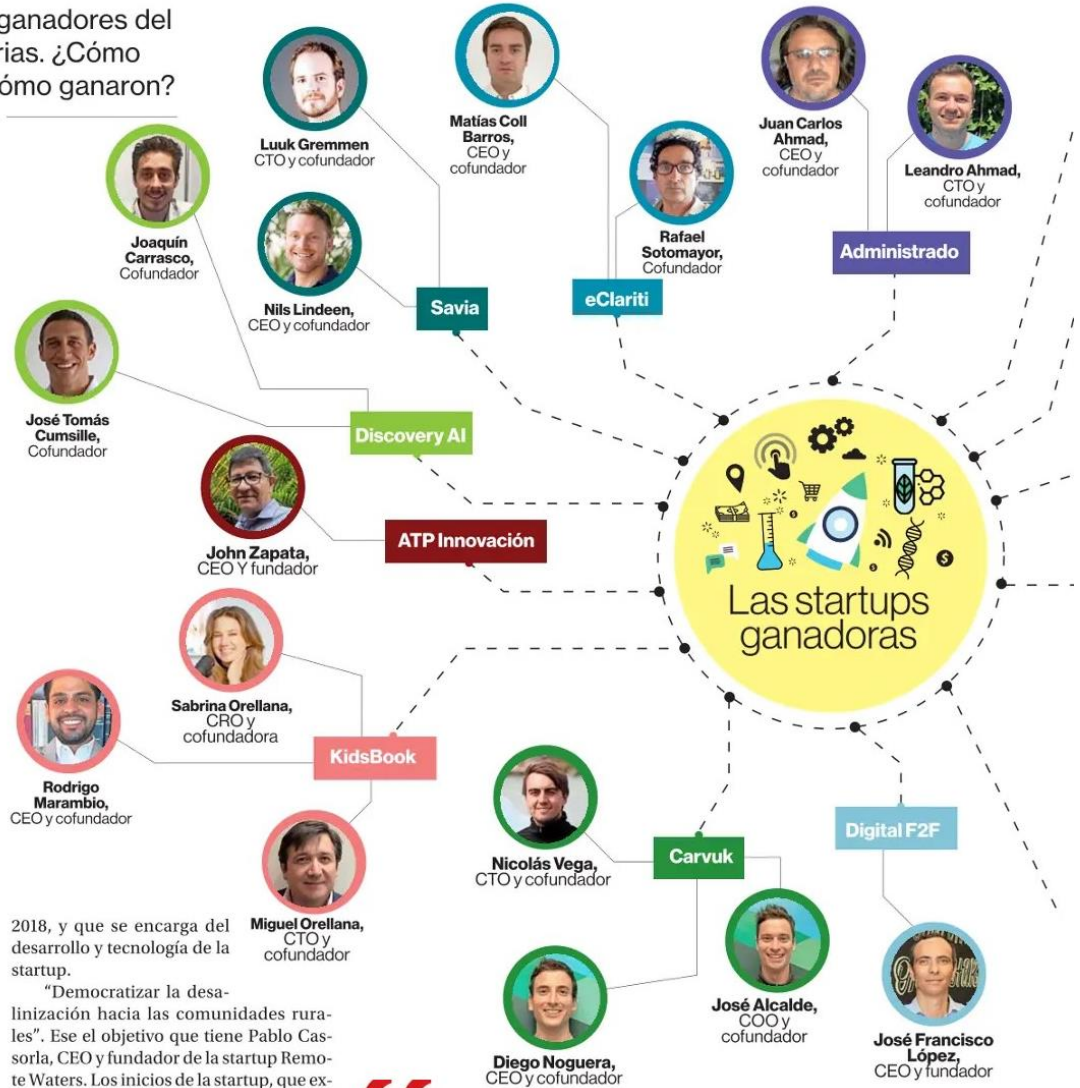 ganadores del
rias. ¿Cómo
ómo ganaron?
Luuk Gremmen
CTO y cofundador
Matías Coll
Barros,
CEO y
cofundador
Juan Carlos
Ahmad,
CEO y
cofundador
Leandro Ahmad,
CTO y
cofundador
Joaquín
Carrasco,
Cofundador
Rafael
Sotomayor,
Cofundador
Administrado
Nils Lindeen,
CEO y cofundador
Savia
eClariti
José Tomás
Cumsille,
Cofundador
Discovery AI
John Zapata,
CEO Y fundador
ATP Innovación
Las startups
ganadoras
Sabrina Orellana,
CRO y
cofundadora
KidsBook
Rodrigo
Marambio,
CEO y cofundador
Miguel Orellana,
CTO y
cofundador
Nicolás Vega,
CTO y cofundador
Carvuk
Digital F2F
Diego Noguera,
CEO y cofundador
José Alcalde,
COO y
cofundador
José Francisco
López,
CEO y fundador
2018, y que se encarga del
desarrollo y tecnología de la
startup.
“Democratizar la desa-
linización hacia las comunidades rura-
les”. Ese el objetivo que tiene Pablo Cas-
sorla, CEO y fundador de la startup Remo-
te Waters. Los inicios de la startup, que ex-
“